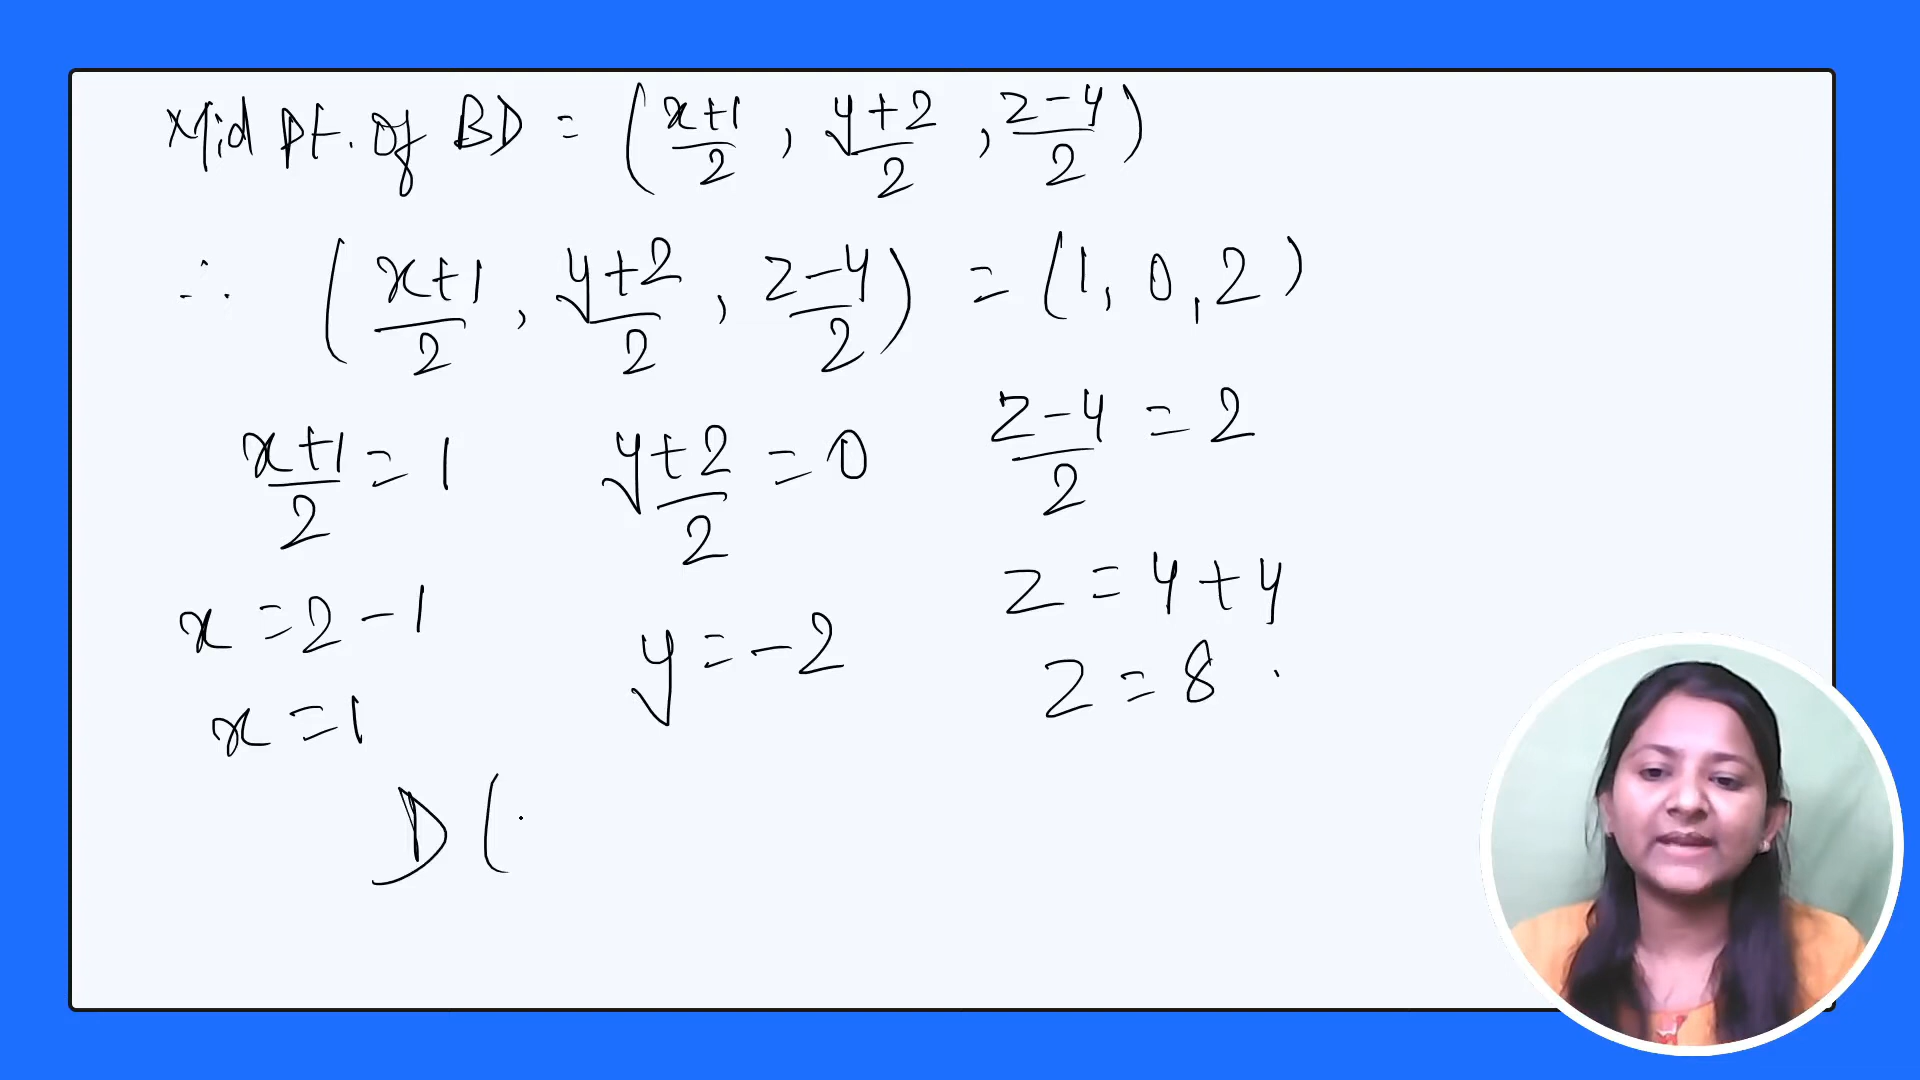 Mid pt. of BD = (x+1/2, y+2/2, z-4/2)
∴ (x+1/2, y+2/2, z-4/2) = (1, 0, 2)
x+1/2 = 1 y+2/2 = 0 z-4/2 = 2
x = 2-1 y = -2 z = 4+4
x = 1 z = 8
D (